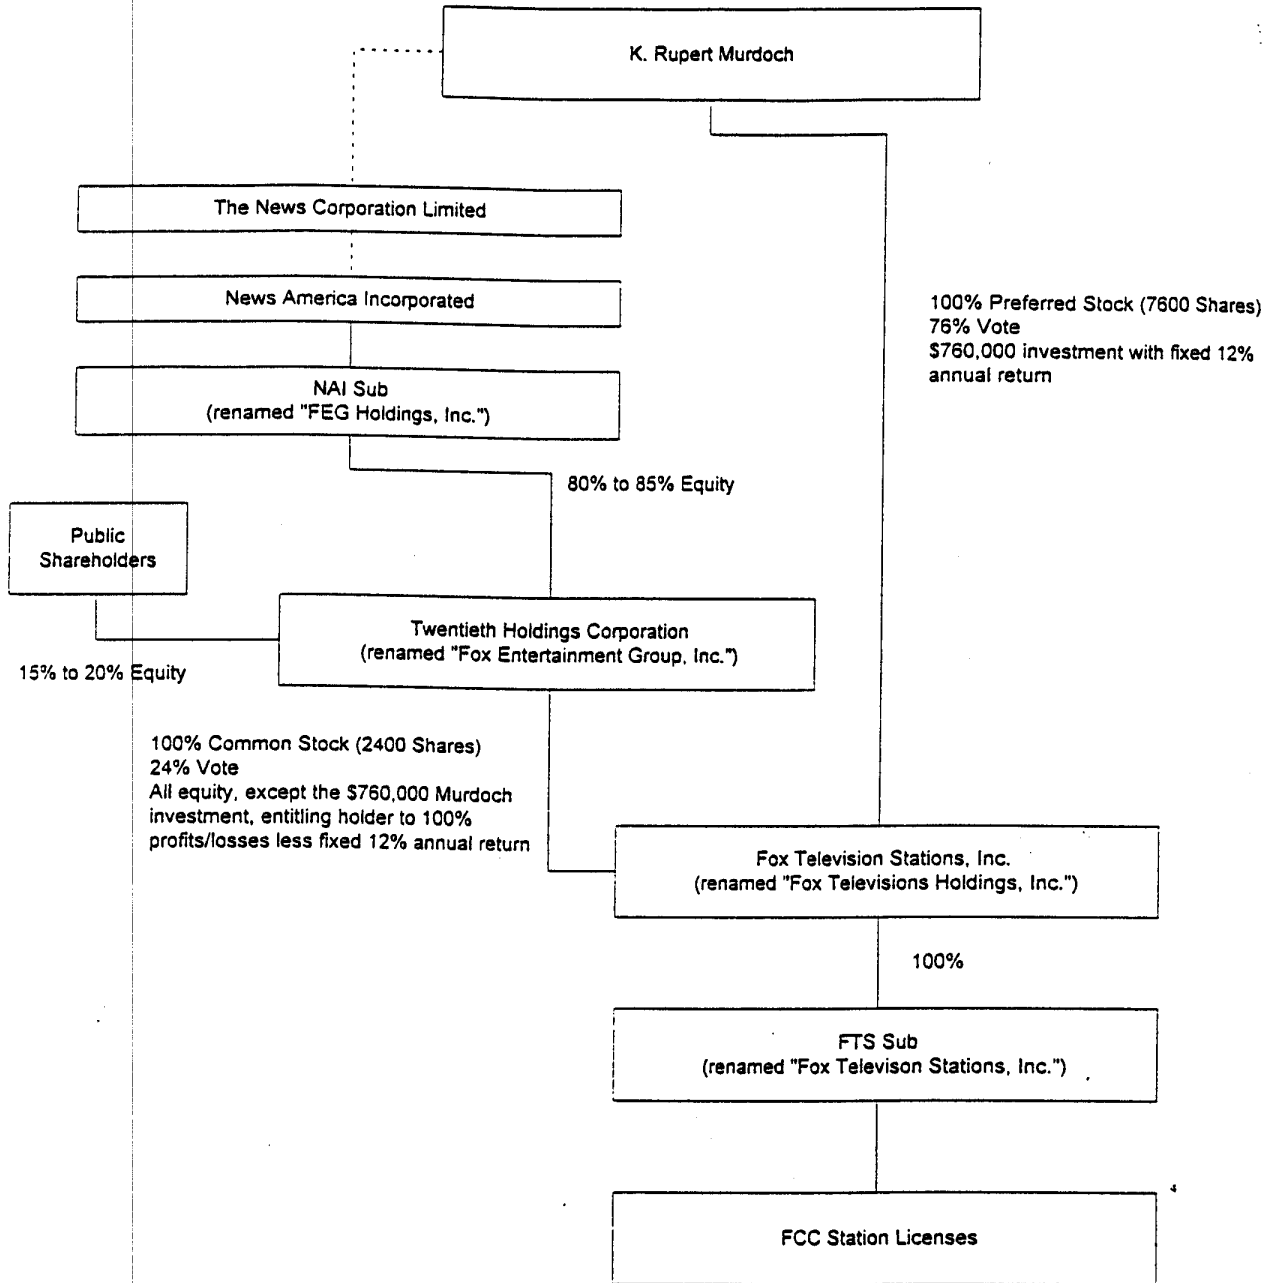 K. Rupert Murdoch
The News Corporation Limited
News America Incorporated
100% Preferred Stock (7600 Shares)
76% Vote
$760,000 investment with fixed 12%
annual return
NAI Sub
(renamed "FEG Holdings, Inc.")
80% to 85% Equity
Public
Shareholders
Twentieth Holdings Corporation
(renamed "Fox Entertainment Group, Inc.")
15% to 20% Equity
100% Common Stock (2400 Shares)
24% Vote
All equity, except the $760,000 Murdoch
investment, entitling holder to 100%
profits/losses less fixed 12% annual return
Fox Television Stations, Inc.
(renamed "Fox Televisions Holdings, Inc.")
100%
FTS Sub
(renamed "Fox Televison Stations, Inc.")
FCC Station Licenses